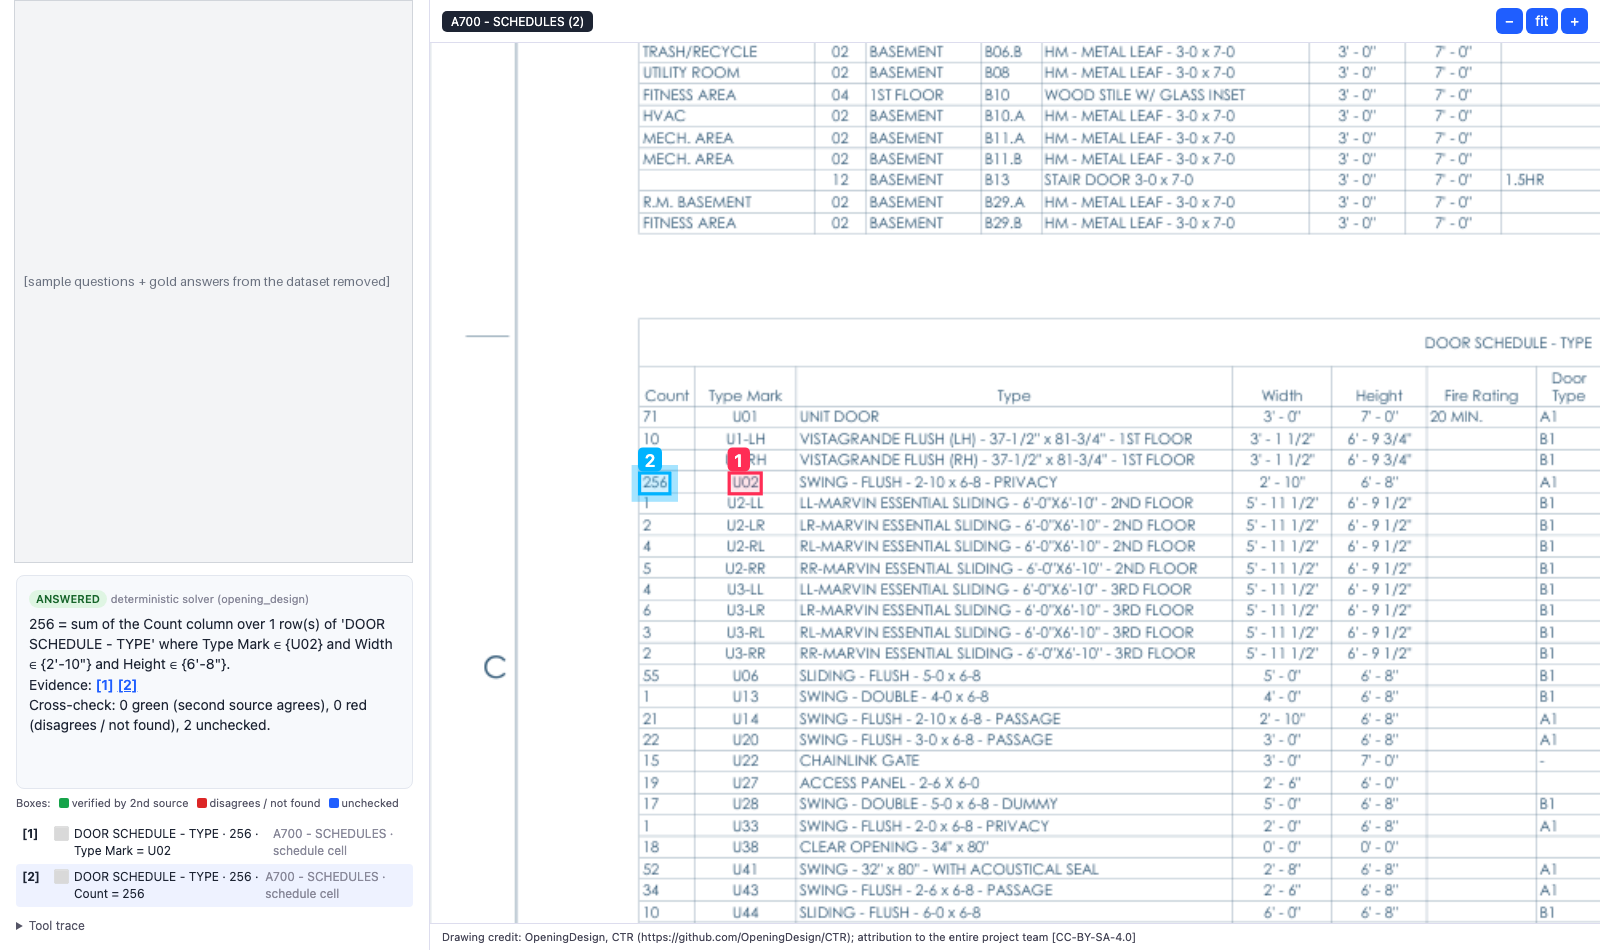 [sample questions + gold answers from the dataset removed]
ANSWERED deterministic solver (opening_design)
256 = sum of the Count column over 1 row(s) of 'DOOR
SCHEDULE - TYPE' where Type Mark ∈ {U02} and Width
∈ {2'-10"} and Height ∈ {6'-8"}.
Evidence: [1] [2]
Cross-check: 0 green (second source agrees), 0 red
(disagrees / not found), 2 unchecked.
Boxes: verified by 2nd source disagrees / not found unchecked
[1] DOOR SCHEDULE - TYPE · 256 · A700 - SCHEDULES ·
Type Mark = U02 schedule cell
[2] DOOR SCHEDULE - TYPE · 256 · A700 - SCHEDULES ·
Count = 256 schedule cell
Tool trace
A700 - SCHEDULES (2)
− fit +
TRASH/RECYCLE 02 BASEMENT B06.B HM - METAL LEAF - 3-0 x 7-0 3' - 0" 7' - 0"
UTILITY ROOM 02 BASEMENT B08 HM - METAL LEAF - 3-0 x 7-0 3' - 0" 7' - 0"
FITNESS AREA 04 1ST FLOOR B10 WOOD STILE W/ GLASS INSET 3' - 0" 7' - 0"
HVAC 02 BASEMENT B10.A HM - METAL LEAF - 3-0 x 7-0 3' - 0" 7' - 0"
MECH. AREA 02 BASEMENT B11.A HM - METAL LEAF - 3-0 x 7-0 3' - 0" 7' - 0"
MECH. AREA 02 BASEMENT B11.B HM - METAL LEAF - 3-0 x 7-0 3' - 0" 7' - 0"
12 BASEMENT B13 STAIR DOOR 3-0 x 7-0 3' - 0" 7' - 0" 1.5HR
R.M. BASEMENT 02 BASEMENT B29.A HM - METAL LEAF - 3-0 x 7-0 3' - 0" 7' - 0"
FITNESS AREA 02 BASEMENT B29.B HM - METAL LEAF - 3-0 x 7-0 3' - 0" 7' - 0"
DOOR SCHEDULE - TYPE
Count Type Mark Type Width Height Fire Rating Door Type
71 U01 UNIT DOOR 3' - 0" 7' - 0" 20 MIN. A1
10 U1-LH VISTAGRANDE FLUSH (LH) - 37-1/2" x 81-3/4" - 1ST FLOOR 3' - 1 1/2" 6' - 9 3/4" B1
2 1 RH VISTAGRANDE FLUSH (RH) - 37-1/2" x 81-3/4" - 1ST FLOOR 3' - 1 1/2" 6' - 9 3/4" B1
256 U02 SWING - FLUSH - 2-10 x 6-8 - PRIVACY 2' - 10" 6' - 8" A1
1 U2-LL LL-MARVIN ESSENTIAL SLIDING - 6'-0"X6'-10" - 2ND FLOOR 5' - 11 1/2" 6' - 9 1/2" B1
2 U2-LR LR-MARVIN ESSENTIAL SLIDING - 6'-0"X6'-10" - 2ND FLOOR 5' - 11 1/2" 6' - 9 1/2" B1
4 U2-RL RL-MARVIN ESSENTIAL SLIDING - 6'-0"X6'-10" - 2ND FLOOR 5' - 11 1/2" 6' - 9 1/2" B1
5 U2-RR RR-MARVIN ESSENTIAL SLIDING - 6'-0"X6'-10" - 2ND FLOOR 5' - 11 1/2" 6' - 9 1/2" B1
4 U3-LL LL-MARVIN ESSENTIAL SLIDING - 6'-0"X6'-10" - 3RD FLOOR 5' - 11 1/2" 6' - 9 1/2" B1
6 U3-LR LR-MARVIN ESSENTIAL SLIDING - 6'-0"X6'-10" - 3RD FLOOR 5' - 11 1/2" 6' - 9 1/2" B1
3 U3-RL RL-MARVIN ESSENTIAL SLIDING - 6'-0"X6'-10" - 3RD FLOOR 5' - 11 1/2" 6' - 9 1/2" B1
2 U3-RR RR-MARVIN ESSENTIAL SLIDING - 6'-0"X6'-10" - 3RD FLOOR 5' - 11 1/2" 6' - 9 1/2" B1
C
55 U06 SLIDING - FLUSH - 5-0 x 6-8 5' - 0" 6' - 8" B1
1 U13 SWING - DOUBLE - 4-0 x 6-8 4' - 0" 6' - 8" B1
21 U14 SWING - FLUSH - 2-10 x 6-8 - PASSAGE 2' - 10" 6' - 8" A1
22 U20 SWING - FLUSH - 3-0 x 6-8 - PASSAGE 3' - 0" 6' - 8" A1
15 U22 CHAINLINK GATE 3' - 0" 7' - 0" -
19 U27 ACCESS PANEL - 2-6 X 6-0 2' - 6" 6' - 0"
17 U28 SWING - DOUBLE - 5-0 x 6-8 - DUMMY 5' - 0" 6' - 8" B1
1 U33 SWING - FLUSH - 2-0 x 6-8 - PRIVACY 2' - 0" 6' - 8" A1
18 U38 CLEAR OPENING - 34" x 80" 0' - 0" 0' - 0"
52 U41 SWING - 32" x 80" - WITH ACOUSTICAL SEAL 2' - 8" 6' - 8" A1
34 U43 SWING - FLUSH - 2-6 x 6-8 - PASSAGE 2' - 6" 6' - 8" A1
10 U44 SLIDING - FLUSH - 6-0 x 6-8 6' - 0" 6' - 8" B1
Drawing credit: OpeningDesign, CTR (https://github.com/OpeningDesign/CTR); attribution to the entire project team [CC-BY-SA-4.0]